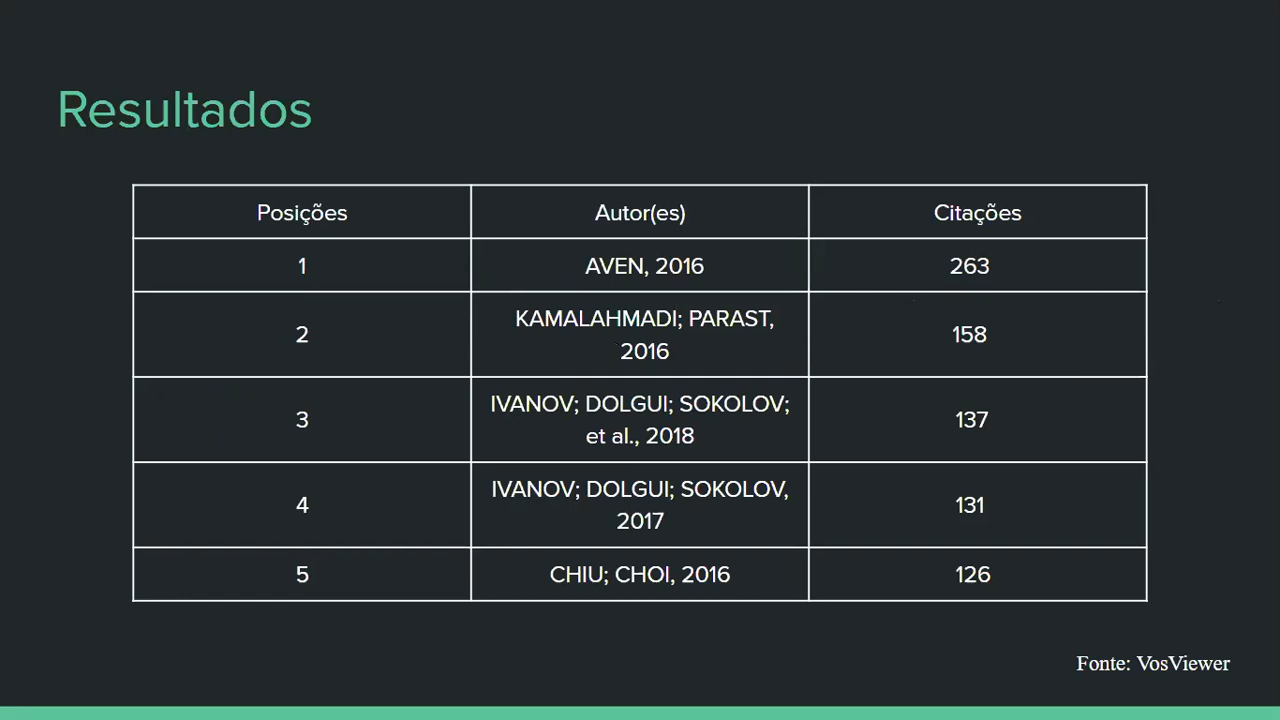 Resultados
Posições Autor(es) Citações
1 AVEN, 2016 263
2 KAMALAHMADI; PARAST, 158
2016
3 IVANOV; DOLGUI; SOKOLOV; 137
et al., 2018
4 IVANOV; DOLGUI; SOKOLOV, 131
2017
5 CHIU; CHOI, 2016 126
Fonte: VosViewer